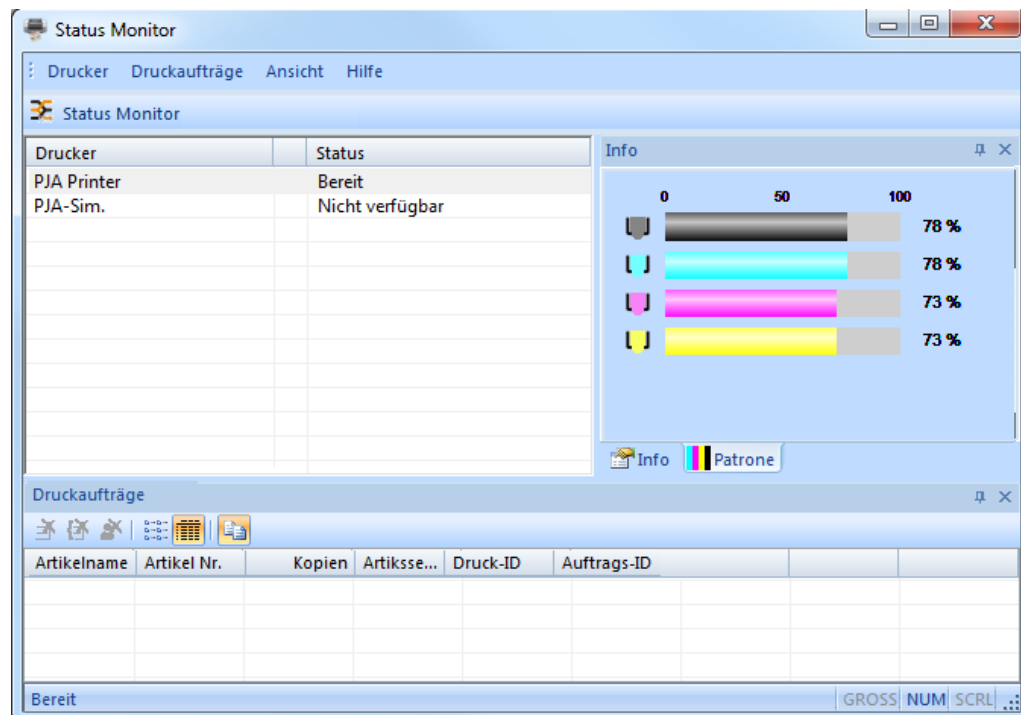 Status Monitor
Drucker Druckaufträge Ansicht Hilfe
Status Monitor
Drucker Status
PJA Printer Bereit
PJA-Sim. Nicht verfügbar
Info
0 50 100
78 %
78 %
73 %
73 %
Info Patrone
Druckaufträge
Artikelname Artikel Nr. Kopien Artiksse... Druck-ID Auftrags-ID
Bereit GROSS NUM SCRL